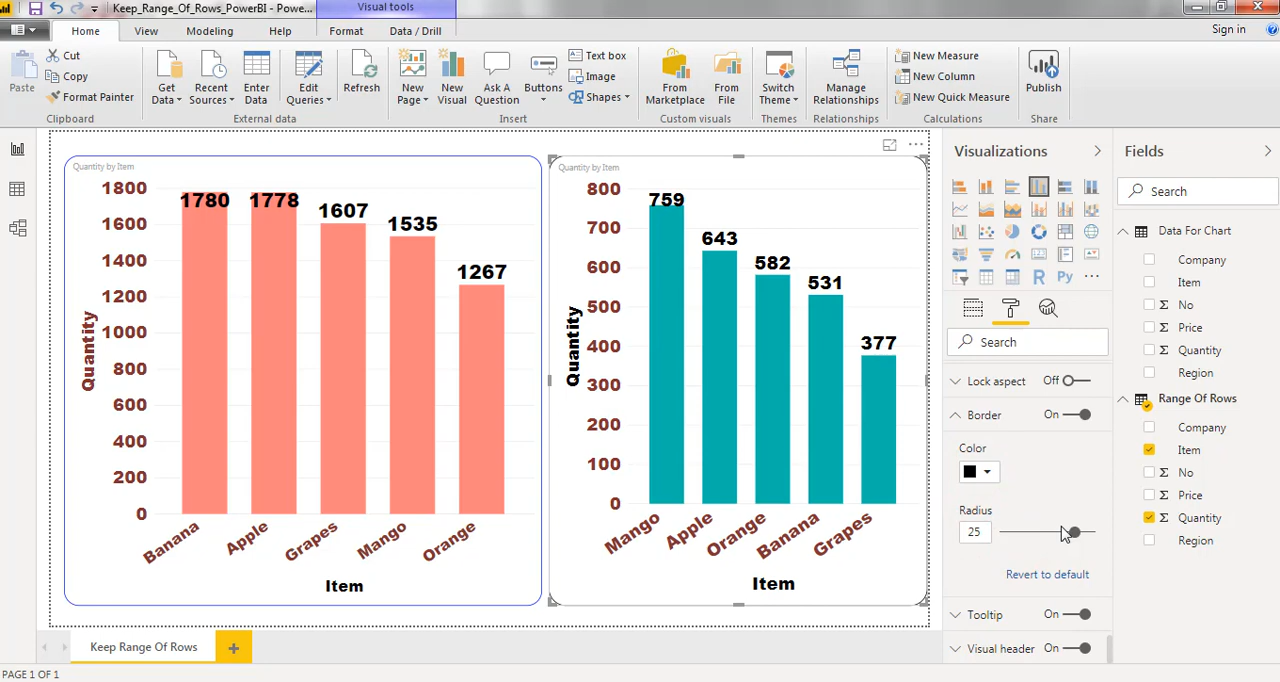 Keep_Range_Of_Rows_PowerBI - Powe...
Visual tools
Home
View
Modeling
Help
Format
Data / Drill
Sign in
Paste
Cut
Copy
Format Painter
Clipboard
Get Data
Recent Sources
Enter Data
Edit Queries
Refresh
External data
New Page
New Visual
Ask A Question
Buttons
Text box
Image
Shapes
Insert
From Marketplace
From File
Custom visuals
Switch Theme
Themes
Manage Relationships
Relationships
New Measure
New Column
New Quick Measure
Calculations
Publish
Share
Quantity by Item
1800
1600
1400
1200
1000
800
600
400
200
0
Quantity
1780
1778
1607
1535
1267
Banana
Apple
Grapes
Mango
Orange
Item
Quantity by Item
800
700
600
500
400
300
200
100
0
Quantity
759
643
582
531
377
Mango
Apple
Orange
Banana
Grapes
Item
Visualizations
R
Py
Search
Lock aspect Off
Border On
Color
Radius
25
Revert to default
Tooltip On
Visual header On
Fields
Search
Data For Chart
Company
Item
Σ No
Σ Price
Σ Quantity
Region
Range Of Rows
Company
Item
Σ No
Σ Price
Σ Quantity
Region
Keep Range Of Rows
PAGE 1 OF 1